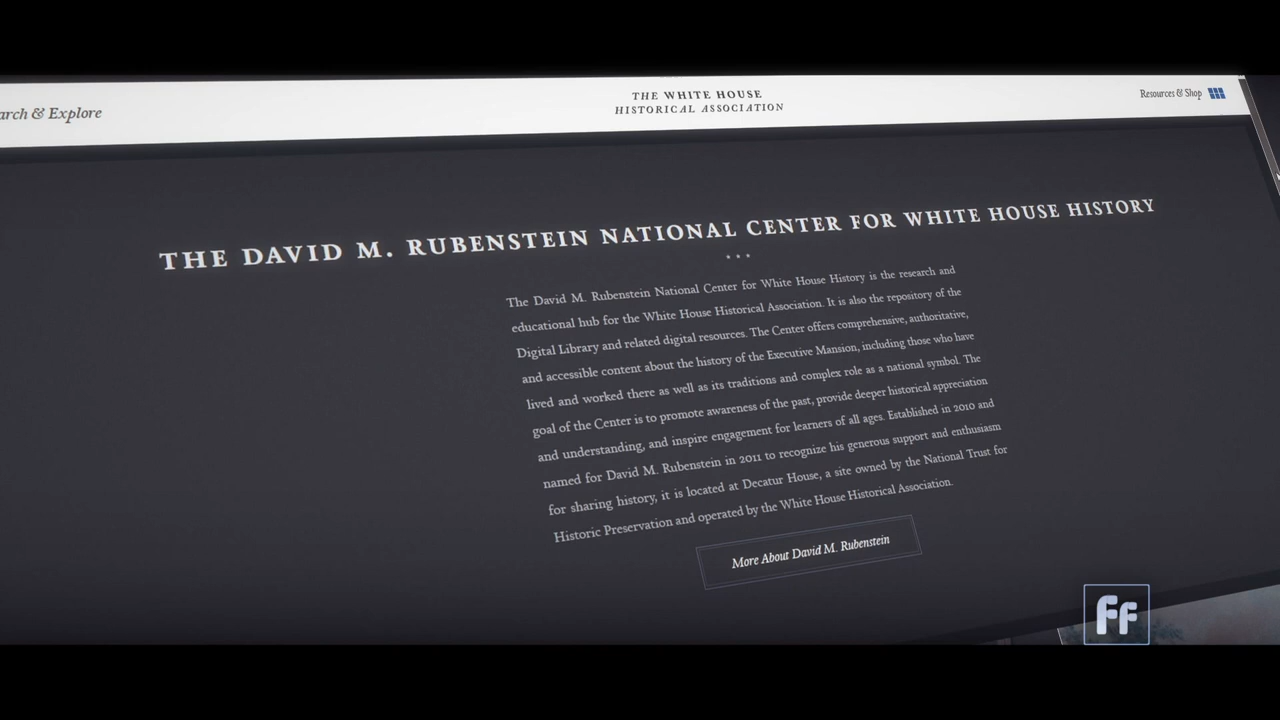 arch & Explore
THE WHITE HOUSE
HISTORICAL ASSOCIATION
Resources & Shop
THE DAVID M. RUBENSTEIN NATIONAL CENTER FOR WHITE HOUSE HISTORY
The David M. Rubenstein National Center for White House History is the research and
educational hub for the White House Historical Association. It is also the repository of the
Digital Library and related digital resources. The Center offers comprehensive, authoritative,
and accessible content about the history of the Executive Mansion, including those who have
lived and worked there as well as its traditions and complex role as a national symbol. The
goal of the Center is to promote awareness of the past, provide deeper historical appreciation
and understanding, and inspire engagement for learners of all ages. Established in 2010 and
named for David M. Rubenstein in 2011 to recognize his generous support and enthusiasm
for sharing history, it is located at Decatur House, a site owned by the National Trust for
Historic Preservation and operated by the White House Historical Association.
More About David M. Rubenstein
Ff